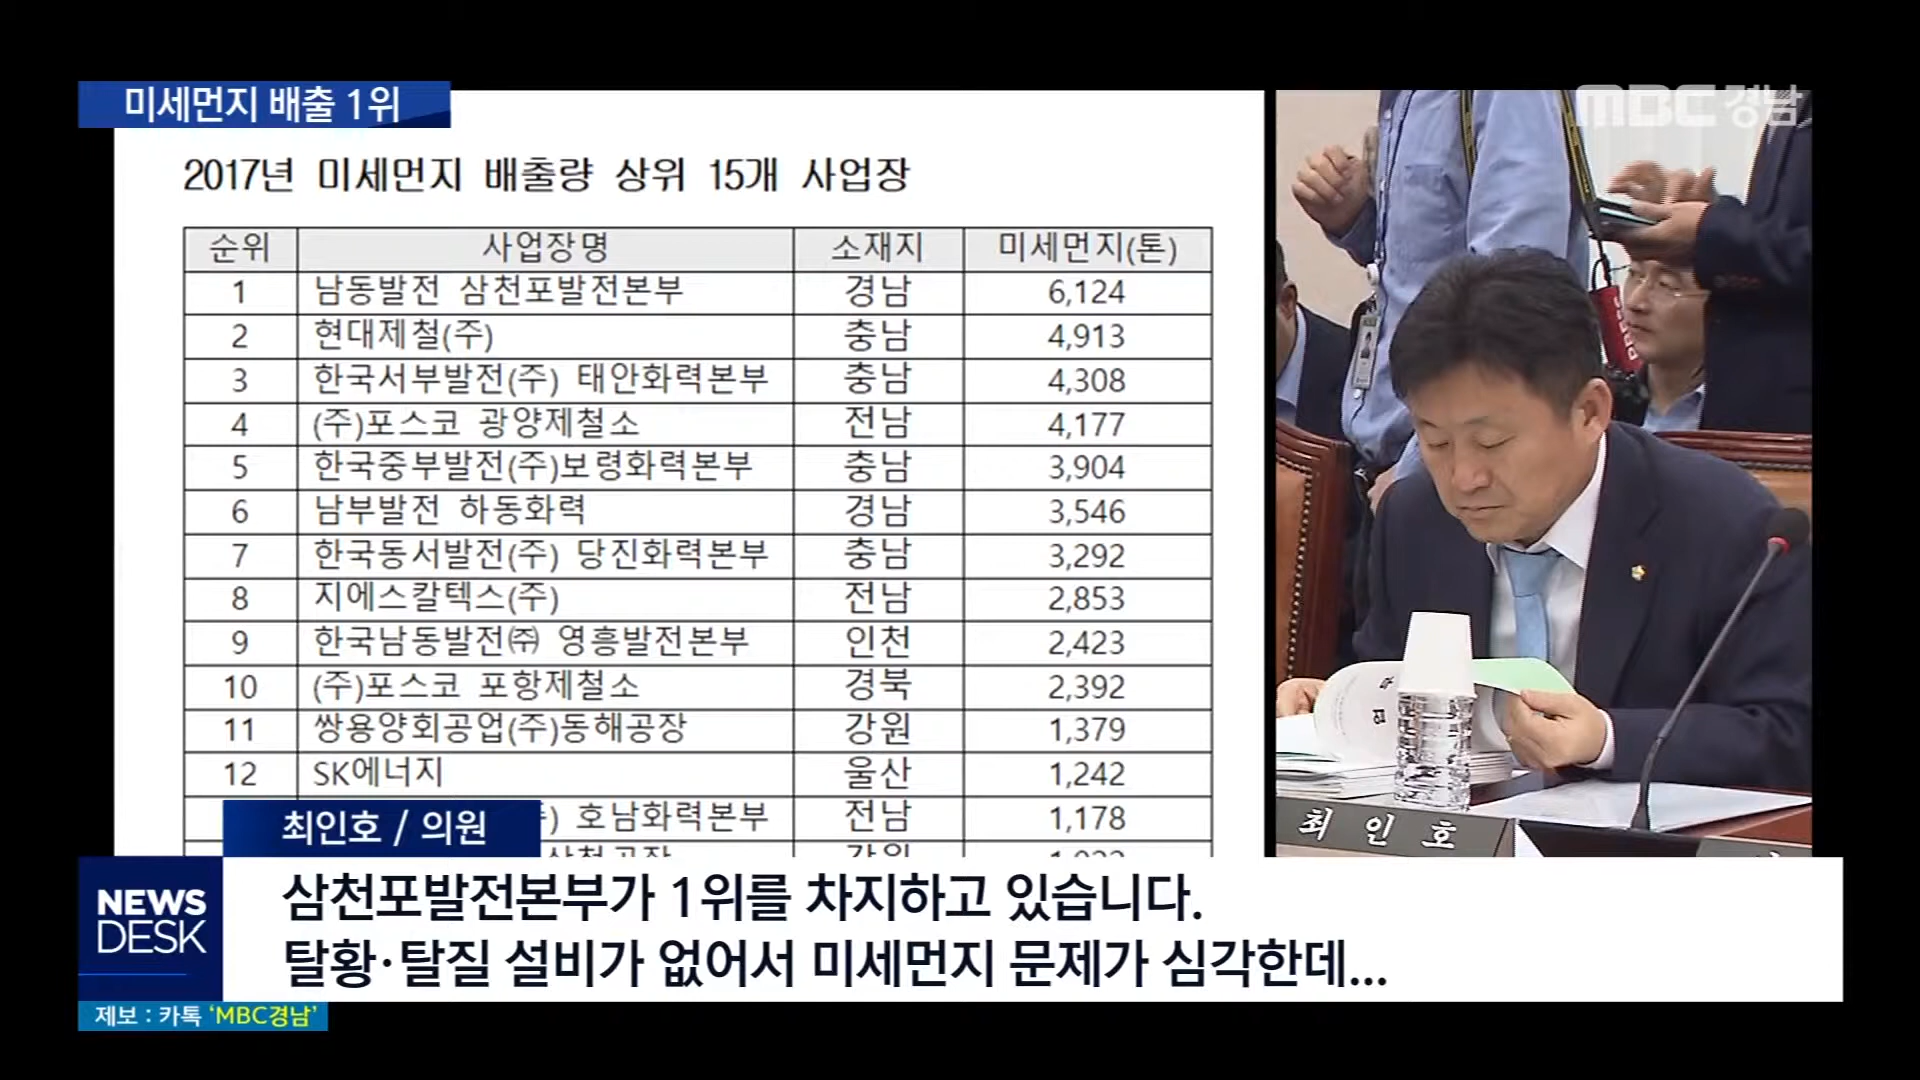 미세먼지 배출 1위
MBC경남
2017년 미세먼지 배출량 상위 15개 사업장
순위 사업장명 소재지 미세먼지(톤)
1 남동발전 삼천포발전본부 경남 6,124
2 현대제철(주) 충남 4,913
3 한국서부발전(주) 태안화력본부 충남 4,308
4 (주)포스코 광양제철소 전남 4,177
5 한국중부발전(주)보령화력본부 충남 3,904
6 남부발전 하동화력 경남 3,546
7 한국동서발전(주) 당진화력본부 충남 3,292
8 지에스칼텍스(주) 전남 2,853
9 한국남동발전㈜ 영흥발전본부 인천 2,423
10 (주)포스코 포항제철소 경북 2,392
11 쌍용양회공업(주)동해공장 강원 1,379
12 SK에너지 울산 1,242
호남화력본부 전남 1,178
최인호
최인호 / 의원
NEWS
DESK
삼천포발전본부가 1위를 차지하고 있습니다.
탈황·탈질 설비가 없어서 미세먼지 문제가 심각한데...
제보 : 카톡 ‘MBC경남’